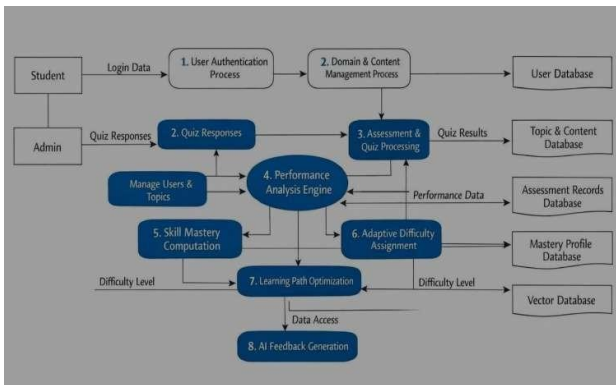 Student
Login Data
1. User Authentication
Process
2. Domain & Content
Management Process
User Database
Admin
Quiz Responses
2. Quiz Responses
3. Assessment &
Quiz Processing
Quiz Results
Topic & Content
Database
Manage Users &
Topics
4. Performance
Analysis Engine
Performance Data
Assessment Records
Database
5. Skill Mastery
Computation
6. Adaptive Difficulty
Assignment
Mastery Profile
Database
Difficulty Level
7. Learning Path Optimization
Difficulty Level
Vector Database
Data Access
8. AI Feedback Generation